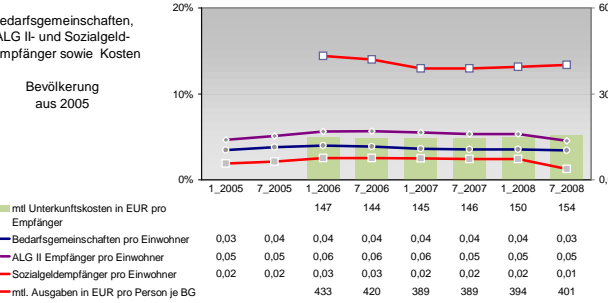 edarfsgemeinschaften,
ALG II- und Sozialgeld-
mpfänger sowie Kosten
Bevölkerung
aus 2005
20%
10%
0%
60
30
0,
1_2005 7_2005 1_2006 7_2006 1_2007 7_2007 1_2008 7_2008
mtl Unterkunftskosten in EUR pro Empfänger 147 144 145 146 150 154
Bedarfsgemeinschaften pro Einwohner 0,03 0,04 0,04 0,04 0,04 0,04 0,04 0,03
ALG II Empfänger pro Einwohner 0,05 0,05 0,06 0,06 0,06 0,05 0,05 0,05
Sozialgeldempfänger pro Einwohner 0,02 0,02 0,03 0,03 0,02 0,02 0,02 0,01
mtl. Ausgaben in EUR pro Person je BG 433 420 389 389 394 401